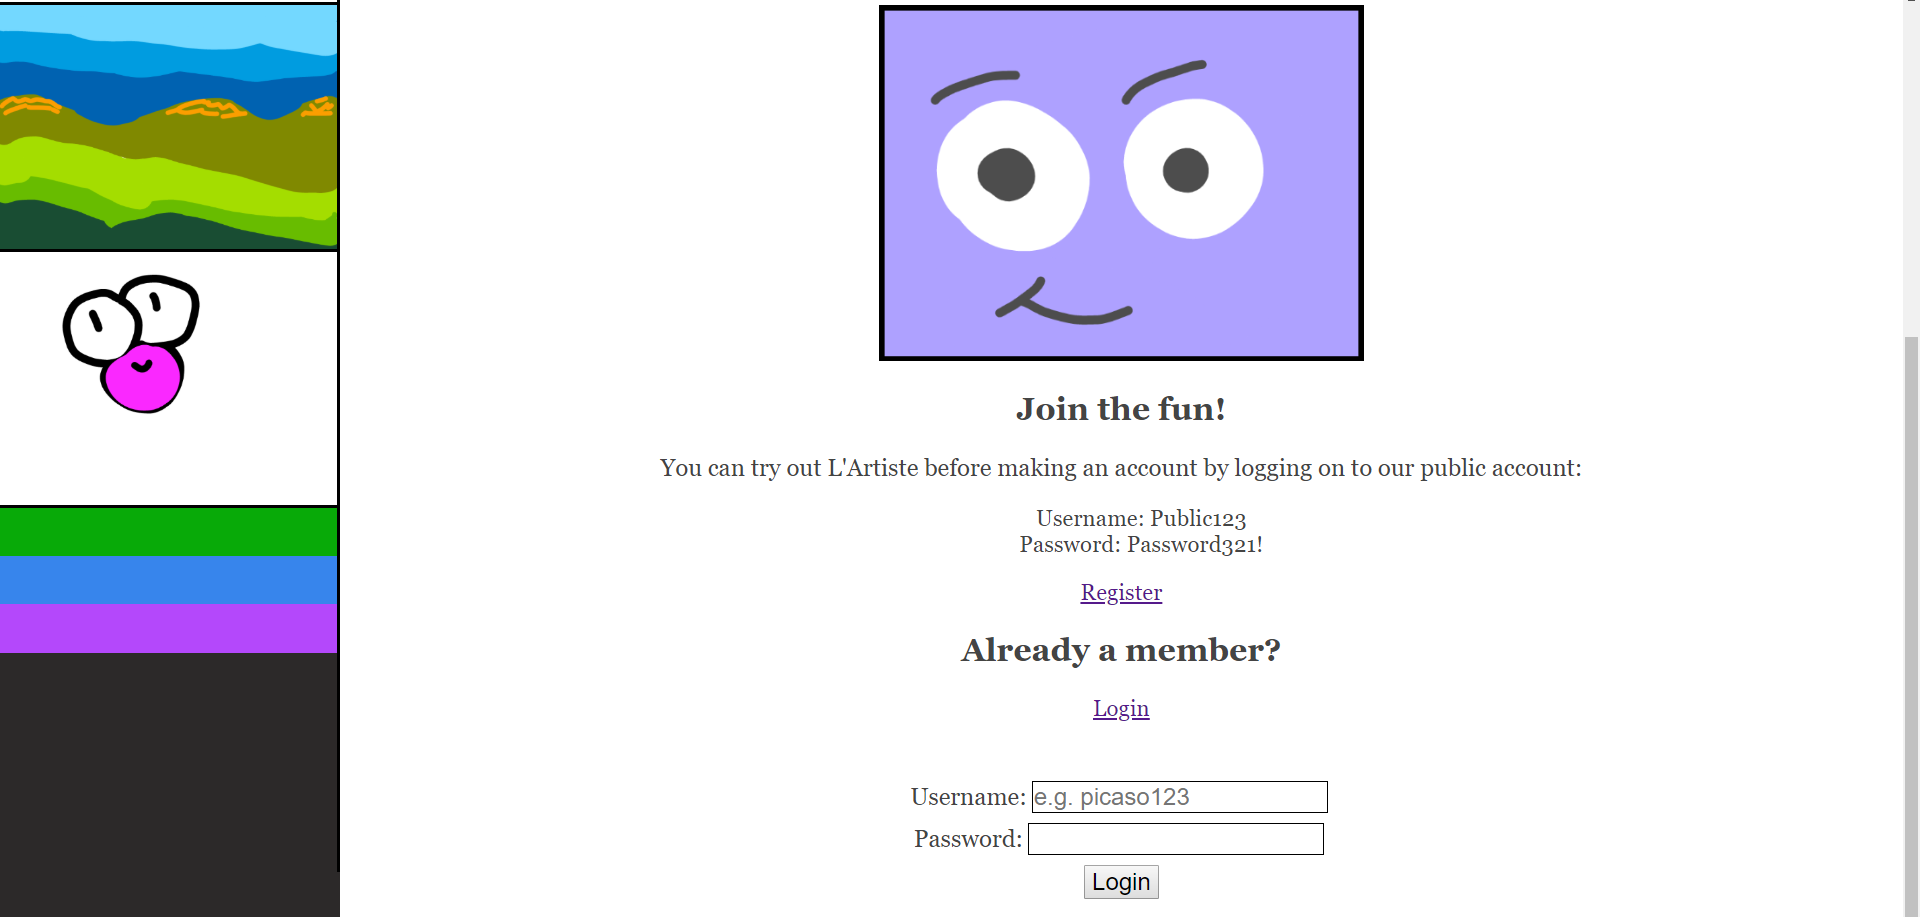 Join the fun!
You can try out L'Artiste before making an account by logging on to our public account:
Username: Public123
Password: Password321!
Register
Already a member?
Login
Username: e.g. picaso123
Password:
Login